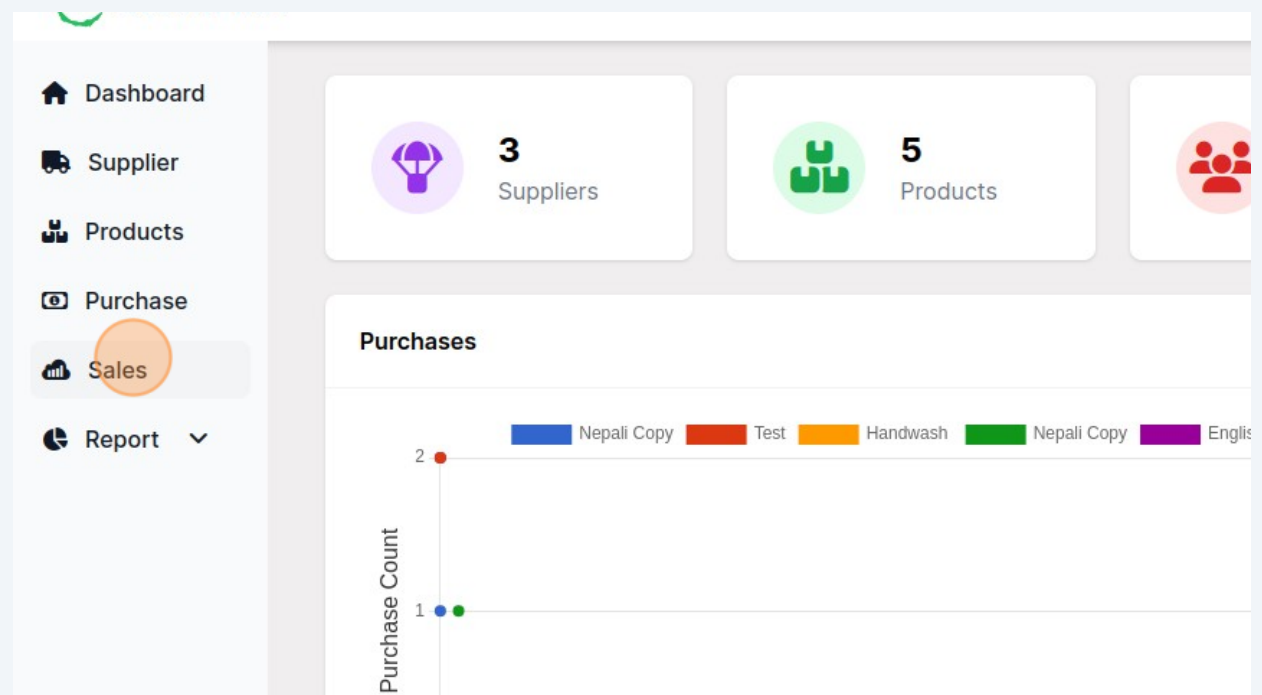 Dashboard
Supplier
Products
Purchase
Sales
Report
3
Suppliers
5
Products
Purchases
Nepali Copy Test Handwash Nepali Copy Englis
2
1
Purchase Count